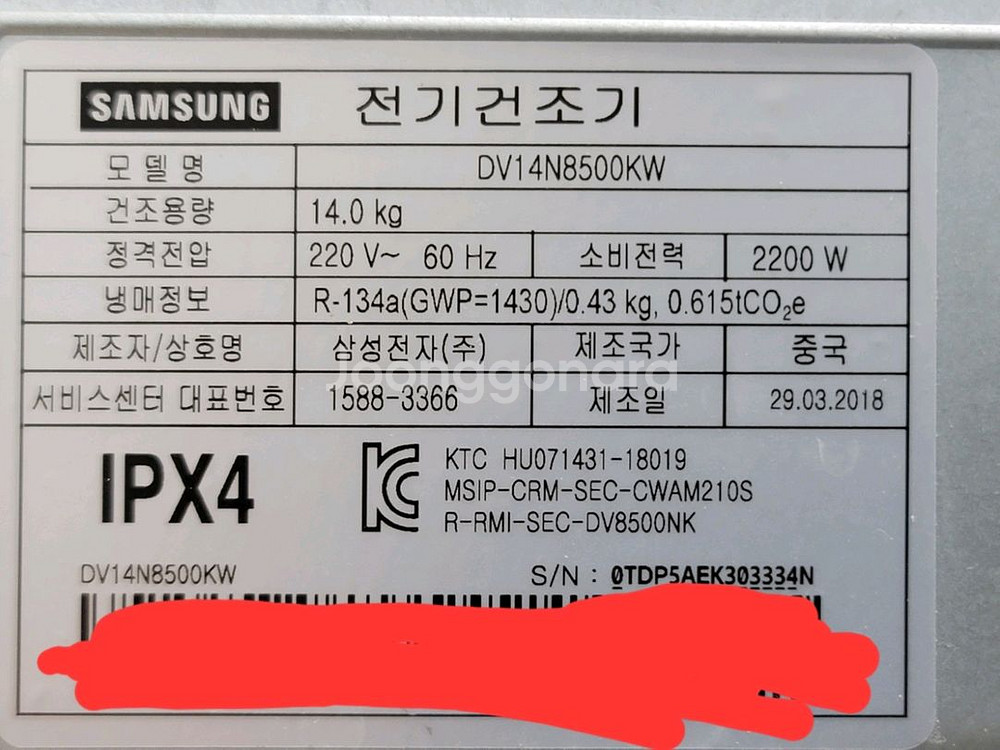 SAMSUNG 전기건조기
모델명 DV14N8500KW
건조용량 14.0 kg
정격전압 220 V~ 60 Hz 소비전력 2200 W
냉매정보 R-134a(GWP=1430)/0.43 kg, 0.615tCO₂e
제조자/상호명 삼성전자(주) 제조국가 중국
Joonggonara
서비스센터 대표번호 1588-3366 제조일 29.03.2018
IPX4
KTC HU071431-18019
MSIP-CRM-SEC-CWAM210S
R-RMI-SEC-DV8500NK
DV14N8500KW S/N : 0TDP5AEK303334N